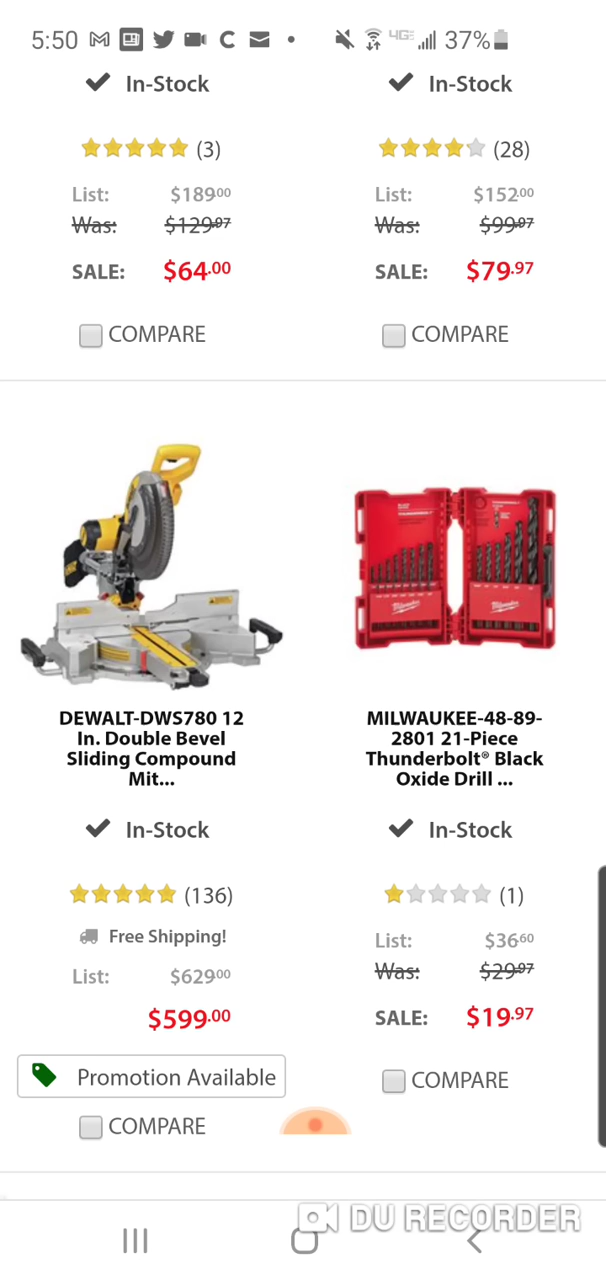 5:50 C 4GE 37%
In-Stock In-Stock
(3) (28)
List: $189.00 List: $152.00
Was: $129.97 Was: $99.97
SALE: $64.00 SALE: $79.97
COMPARE COMPARE
DEWALT-DWS780 12
In. Double Bevel
Sliding Compound
Mit...
In-Stock
(136)
Free Shipping!
List: $629.00
$599.00
Promotion Available
COMPARE
Milwaukee Milwaukee
MILWAUKEE-48-89-
2801 21-Piece
Thunderbolt® Black
Oxide Drill ...
In-Stock
(1)
List: $36.60
Was: $29.97
SALE: $19.97
COMPARE
DU RECORDER